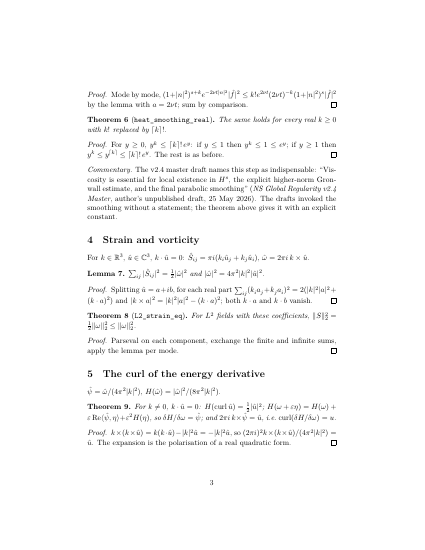 Proof. Mode by mode, (1+|n|²)^{s+k}e^{−2νt|n|²}|f̂|² ≤ k!e^{2νt}(2νt)^{−k}(1+|n|²)^s|f̂|²
by the lemma with a = 2νt; sum by comparison. □
Theorem 6 (heat_smoothing_real) The same holds for every real k ≥ 0
with k! replaced by ⌈k⌉!.
Proof. For y ≥ 0, y^k ≤ ⌈k⌉! e^y: if y ≤ 1 then y^k ≤ 1 ≤ e^y; if y ≥ 1 then
y^k ≤ y^{⌈k⌉} ≤ ⌈k⌉! e^y. The rest is as before. □
Commentary. The v2.4 master draft names this step as indispensable: “Vis-
cosity is essential for local existence in H^s, the explicit higher-norm Gron-
wall estimate, and the final parabolic smoothing” (NS Global Regularity v2.4
Master, author's unpublished draft, 25 May 2026). The drafts invoked the
smoothing without a statement; the theorem above gives it with an explicit
constant.
4 Strain and vorticity
For k ∈ ℝ³, û ∈ ℂ³, k · û = 0: Ŝ_{ij} = πi(k_iû_j + k_jû_i), ω̂ = 2πi k × û.
Lemma 7. ∑_{ij} |Ŝ_{ij}|² = ½|ω̂|² and |ω̂|² = 4π²|k|²|û|².
Proof. Splitting û = a+ib, for each real part ∑_{ij}(k_ia_j+k_ja_i)² = 2(|k|²|a|²+
(k · a)²) and |k × a|² = |k|²|a|² − (k · a)²; both k · a and k · b vanish. □
Theorem 8 (L2_strain_eq). For L² fields with these coefficients, ‖S‖₂² =
½‖ω‖₂² ≤ ‖ω‖₂².
Proof. Parseval on each component, exchange the finite and infinite sums,
apply the lemma per mode. □
5 The curl of the energy derivative
ψ̂ = ω̂/(4π²|k|²), H(ω̂) = |ω̂|²/(8π²|k|²).
Theorem 9. For k ≠ 0, k · û = 0: H(curl û) = ½|û|²; H(ω + εη) = H(ω) +
ε Re⟨ψ̂, η⟩+ε²H(η), so δH/δω = ψ̂; and 2πi k×ψ̂ = û, i.e. curl(δH/δω) = u.
Proof. k×(k×û) = k(k·û)−|k|²û = −|k|²û, so (2πi)²k×(k×û)/(4π²|k|²) =
û. The expansion is the polarisation of a real quadratic form. □
3